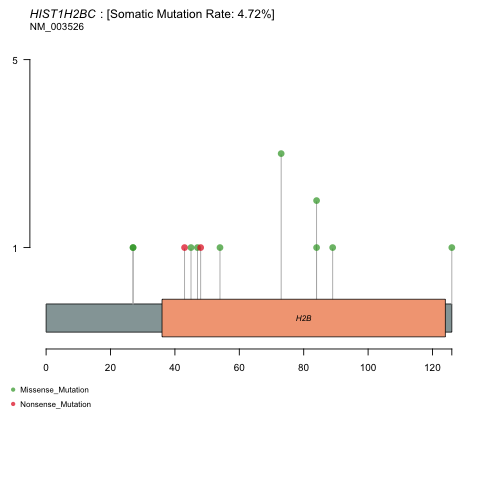 HIST1H2BC : [Somatic Mutation Rate: 4.72%]
NM_003526
5
1
H2B
0 20 40 60 80 100 120
Missense_Mutation
Nonsense_Mutation